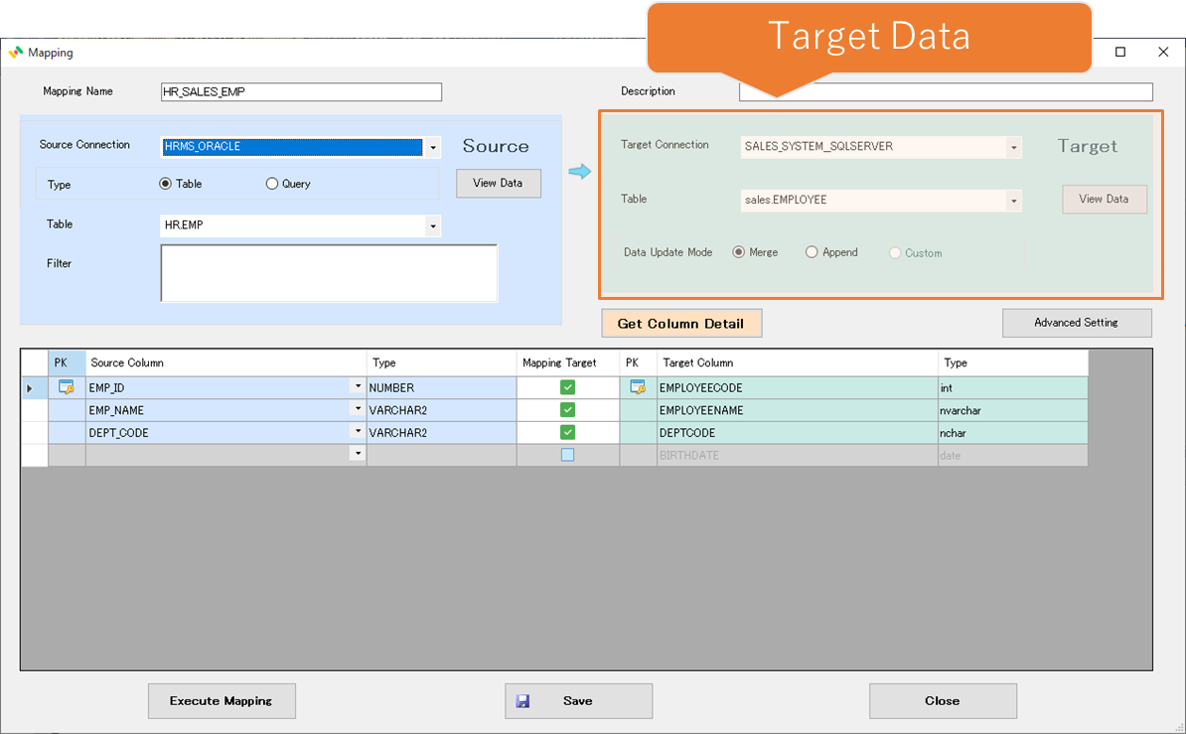 Target Data
Mapping
Mapping Name HR_SALES_EMP Description
Source Connection HRMS_ORACLE Source
Type Table Query View Data
Table HR.EMP
Filter
Target Connection SALES_SYSTEM_SQLSERVER Target
Table sales.EMPLOYEE View Data
Data Update Mode Merge Append Custom
Get Column Detail Advanced Setting
PK Source Column Type Mapping Target PK Target Column Type
EMP_ID NUMBER EMPLOYEECODE int
EMP_NAME VARCHAR2 EMPLOYEENAME nvarchar
DEPT_CODE VARCHAR2 DEPTCODE nchar
BIRTHDATE date
Execute Mapping Save Close